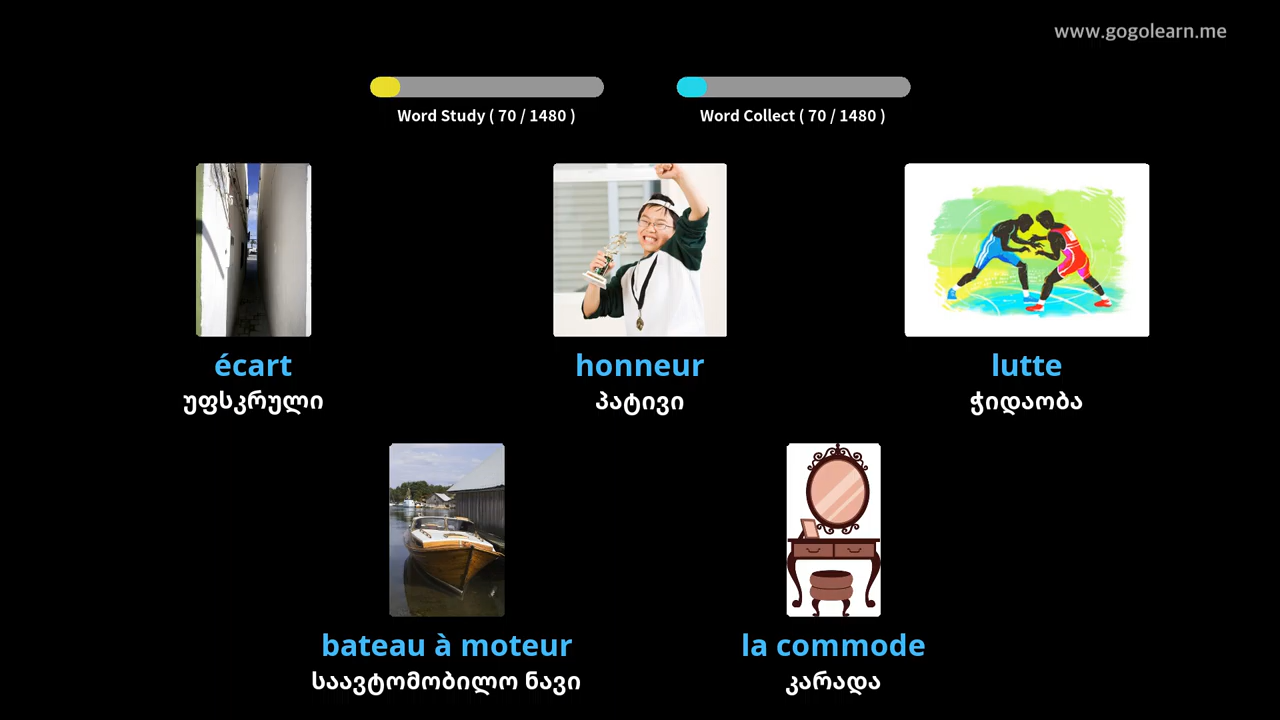 www.gogolearn.me
Word Study ( 70 / 1480 )
Word Collect ( 70 / 1480 )
écart
უფსკრული
honneur
პატივი
lutte
ჭიდაობა
bateau à moteur
საავტომობილო ნავი
la commode
კარადა